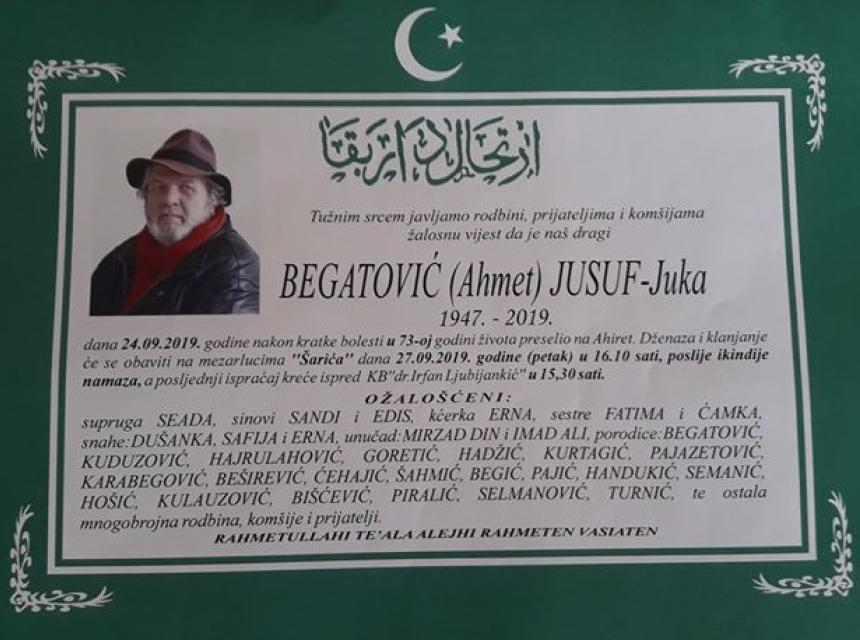 ارتحال دار بقا
Tužnim srcem javljamo rodbini, prijateljima i komšijama
žalosnu vijest da je naš dragi
BEGATOVIĆ (Ahmet) JUSUF-Juka
1947. - 2019.
dana 24.09.2019. godine nakon kratke bolesti u 73-oj godini života preselio na Ahiret. Dženaza i klanjanje
će se obaviti na mezarlucima "Šarića" dana 27.09.2019. godine (petak) u 16.10 sati, poslije ikindije
namaza, a posljednji ispraćaj kreće ispred KB"dr.Irfan Ljubijankić" u 15,30 sati.
OŽALOŠĆENI:
supruga SEADA, sinovi SANDI i EDIS, kćerka ERNA, sestre FATIMA i ĆAMKA,
snahe:DUŠANKA, SAFIJA i ERNA, unučad:MIRZAD DIN i IMAD ALI, porodice:BEGATOVIĆ,
KUDUZOVIĆ, HAJRULAHOVIĆ, GORETIĆ, HADŽIĆ, KURTAGIĆ, PAJAZETOVIĆ,
KARABEGOVIĆ, BEŠIREVIĆ, ĆEHAJIĆ, ŠAHMIĆ, BEGIĆ, PAJIĆ, HANDUKIĆ, SEMANIĆ,
HOŠIĆ, KULAUZOVIĆ, BIŠĆEVIĆ, PIRALIĆ, SELMANOVIĆ, TURNIĆ, te ostala
mnogobrojna rodbina, komšije i prijatelji.
RAHMETULLAHI TE'ALA ALEJHI RAHMETEN VASIATEN